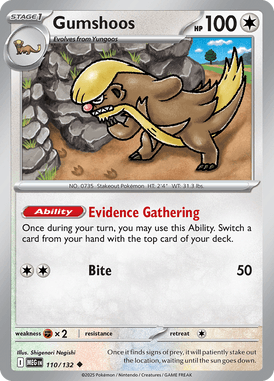 STAGE 1 Gumshoos HP 100
Evolves from Yungoos
NO. 0735 Stakeout Pokémon HT: 2'4" WT: 31.3 lbs.
Ability Evidence Gathering
Once during your turn, you may use this Ability. Switch a
card from your hand with the top card of your deck.
Bite 50
weakness ×2 resistance retreat
Illus. Shigenori Negishi
MEG EN 110/132
Once it finds signs of prey, it will patiently stake out
the location, waiting until the sun goes down.
©2025 Pokémon / Nintendo / Creatures / GAME FREAK